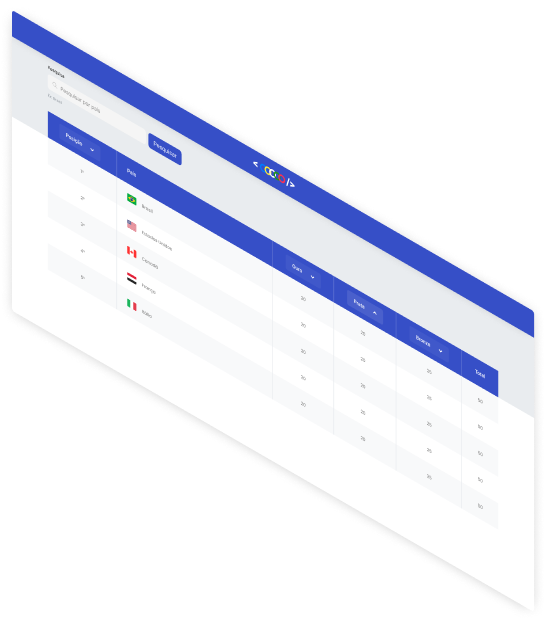 Pesquisar
Pesquisar por país
Pesquisar
< />
Posição
País
Ouro
Prata
Bronze
Total
1º
Brasil
30
20
20
50
2º
Estados unidos
30
20
20
50
3º
Canadá
30
20
20
50
4º
França
30
20
20
50
5º
Itália
30
20
20
50